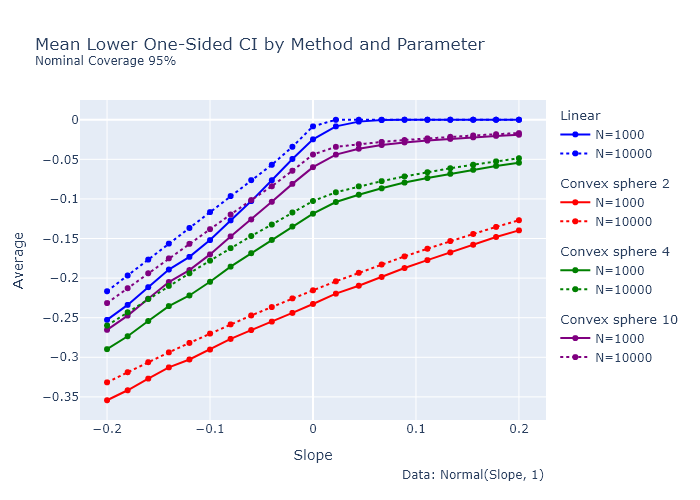 Mean Lower One-Sided CI by Method and Parameter
Nominal Coverage 95%
Average
0
−0.05
−0.1
−0.15
−0.2
−0.25
−0.3
−0.35
−0.2
−0.1
0
0.1
0.2
Slope
Data: Normal(Slope, 1)
Linear
N=1000
N=10000
Convex sphere 2
N=1000
N=10000
Convex sphere 4
N=1000
N=10000
Convex sphere 10
N=1000
N=10000